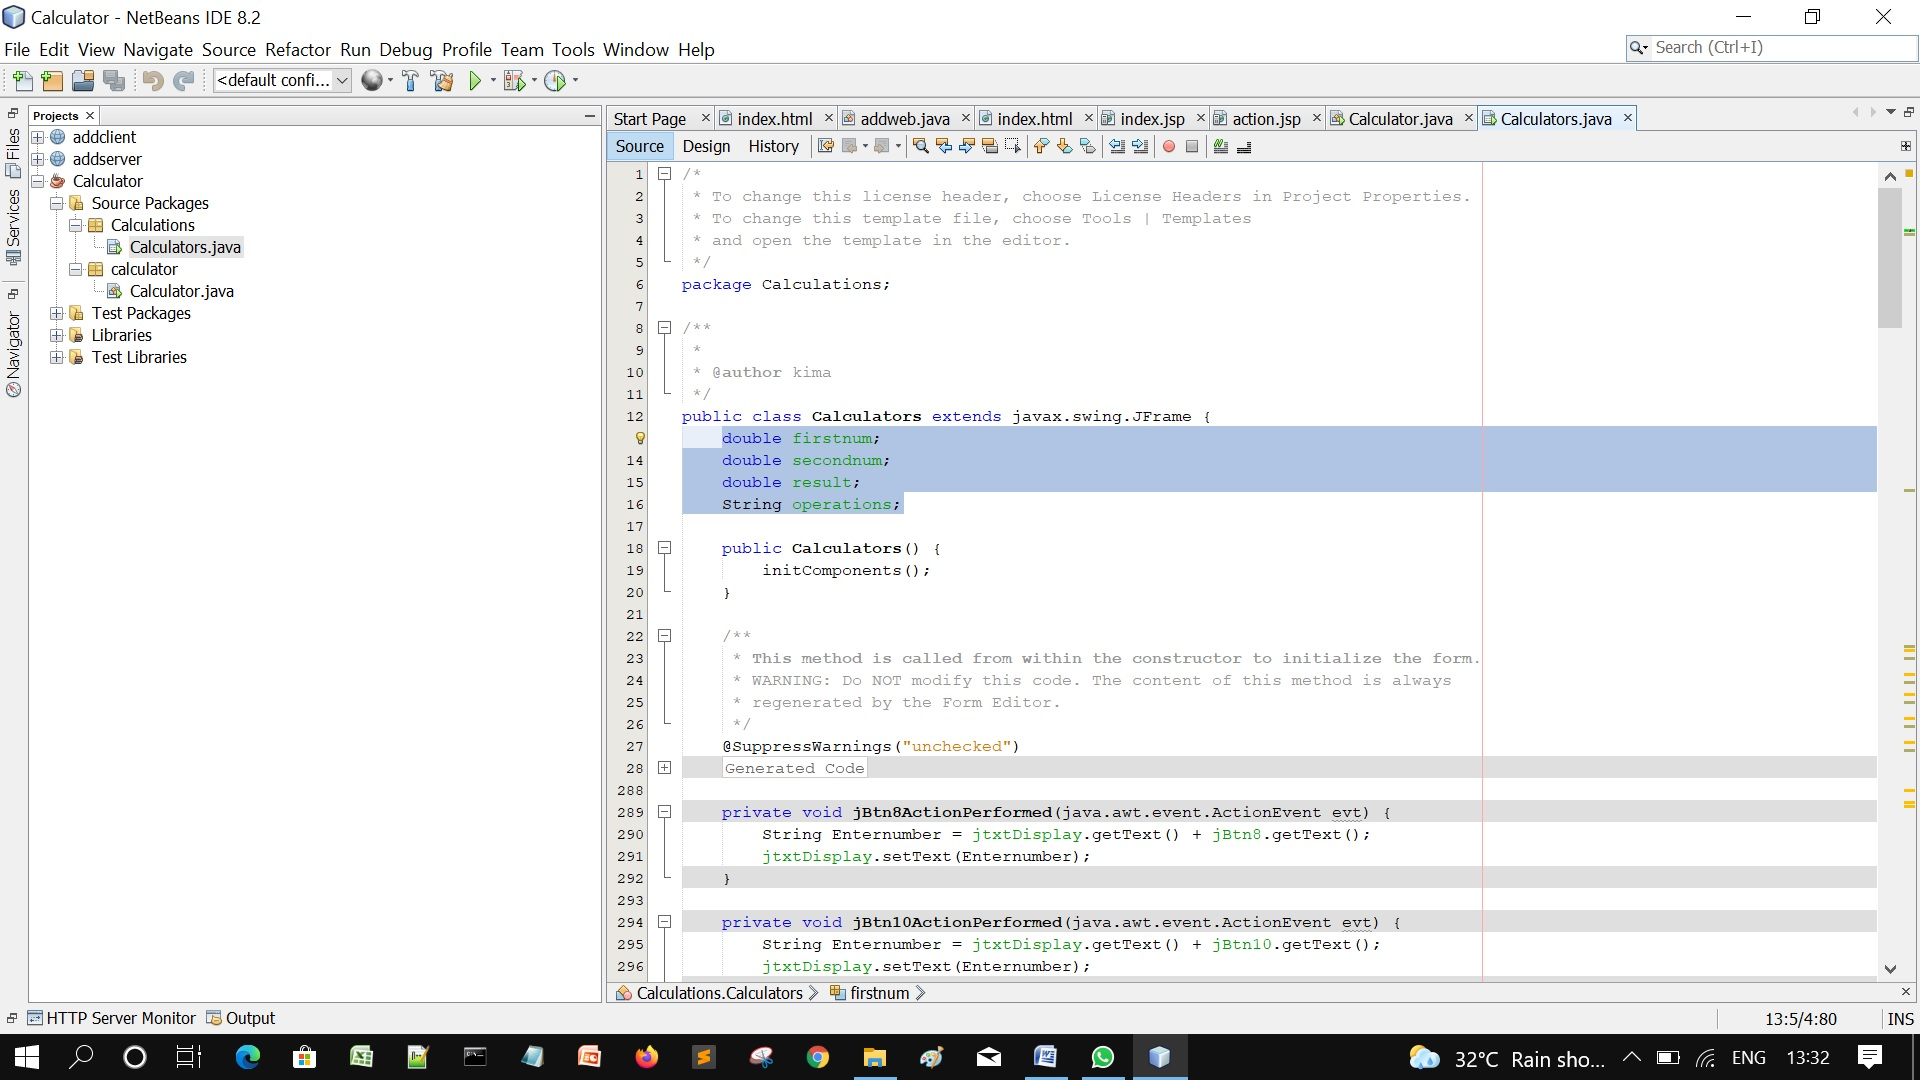 Calculator - NetBeans IDE 8.2
File Edit View Navigate Source Refactor Run Debug Profile Team Tools Window Help
Search (Ctrl+I)
<default confi...
Projects
Files
Services
Navigator
addclient
addserver
Calculator
Source Packages
Calculations
Calculators.java
calculator
Calculator.java
Test Packages
Libraries
Test Libraries
Start Page index.html addweb.java index.html index.jsp action.jsp Calculator.java Calculators.java
Source Design History
1 /*
2 * To change this license header, choose License Headers in Project Properties.
3 * To change this template file, choose Tools | Templates
4 * and open the template in the editor.
5 */
6 package Calculations;
7
8 /**
9 *
10 * @author kima
11 */
12 public class Calculators extends javax.swing.JFrame {
double firstnum;
14 double secondnum;
15 double result;
16 String operations;
17
18 public Calculators() {
19 initComponents();
20 }
21
22 /**
23 * This method is called from within the constructor to initialize the form.
24 * WARNING: Do NOT modify this code. The content of this method is always
25 * regenerated by the Form Editor.
26 */
27 @SuppressWarnings("unchecked")
28 Generated Code
288
289 private void jBtn8ActionPerformed(java.awt.event.ActionEvent evt) {
290 String Enternumber = jtxtDisplay.getText() + jBtn8.getText();
291 jtxtDisplay.setText(Enternumber);
292 }
293
294 private void jBtn10ActionPerformed(java.awt.event.ActionEvent evt) {
295 String Enternumber = jtxtDisplay.getText() + jBtn10.getText();
296 jtxtDisplay.setText(Enternumber);
Calculations.Calculators firstnum
HTTP Server Monitor Output
13:5/4:80 INS
32°C Rain sho... ENG 13:32